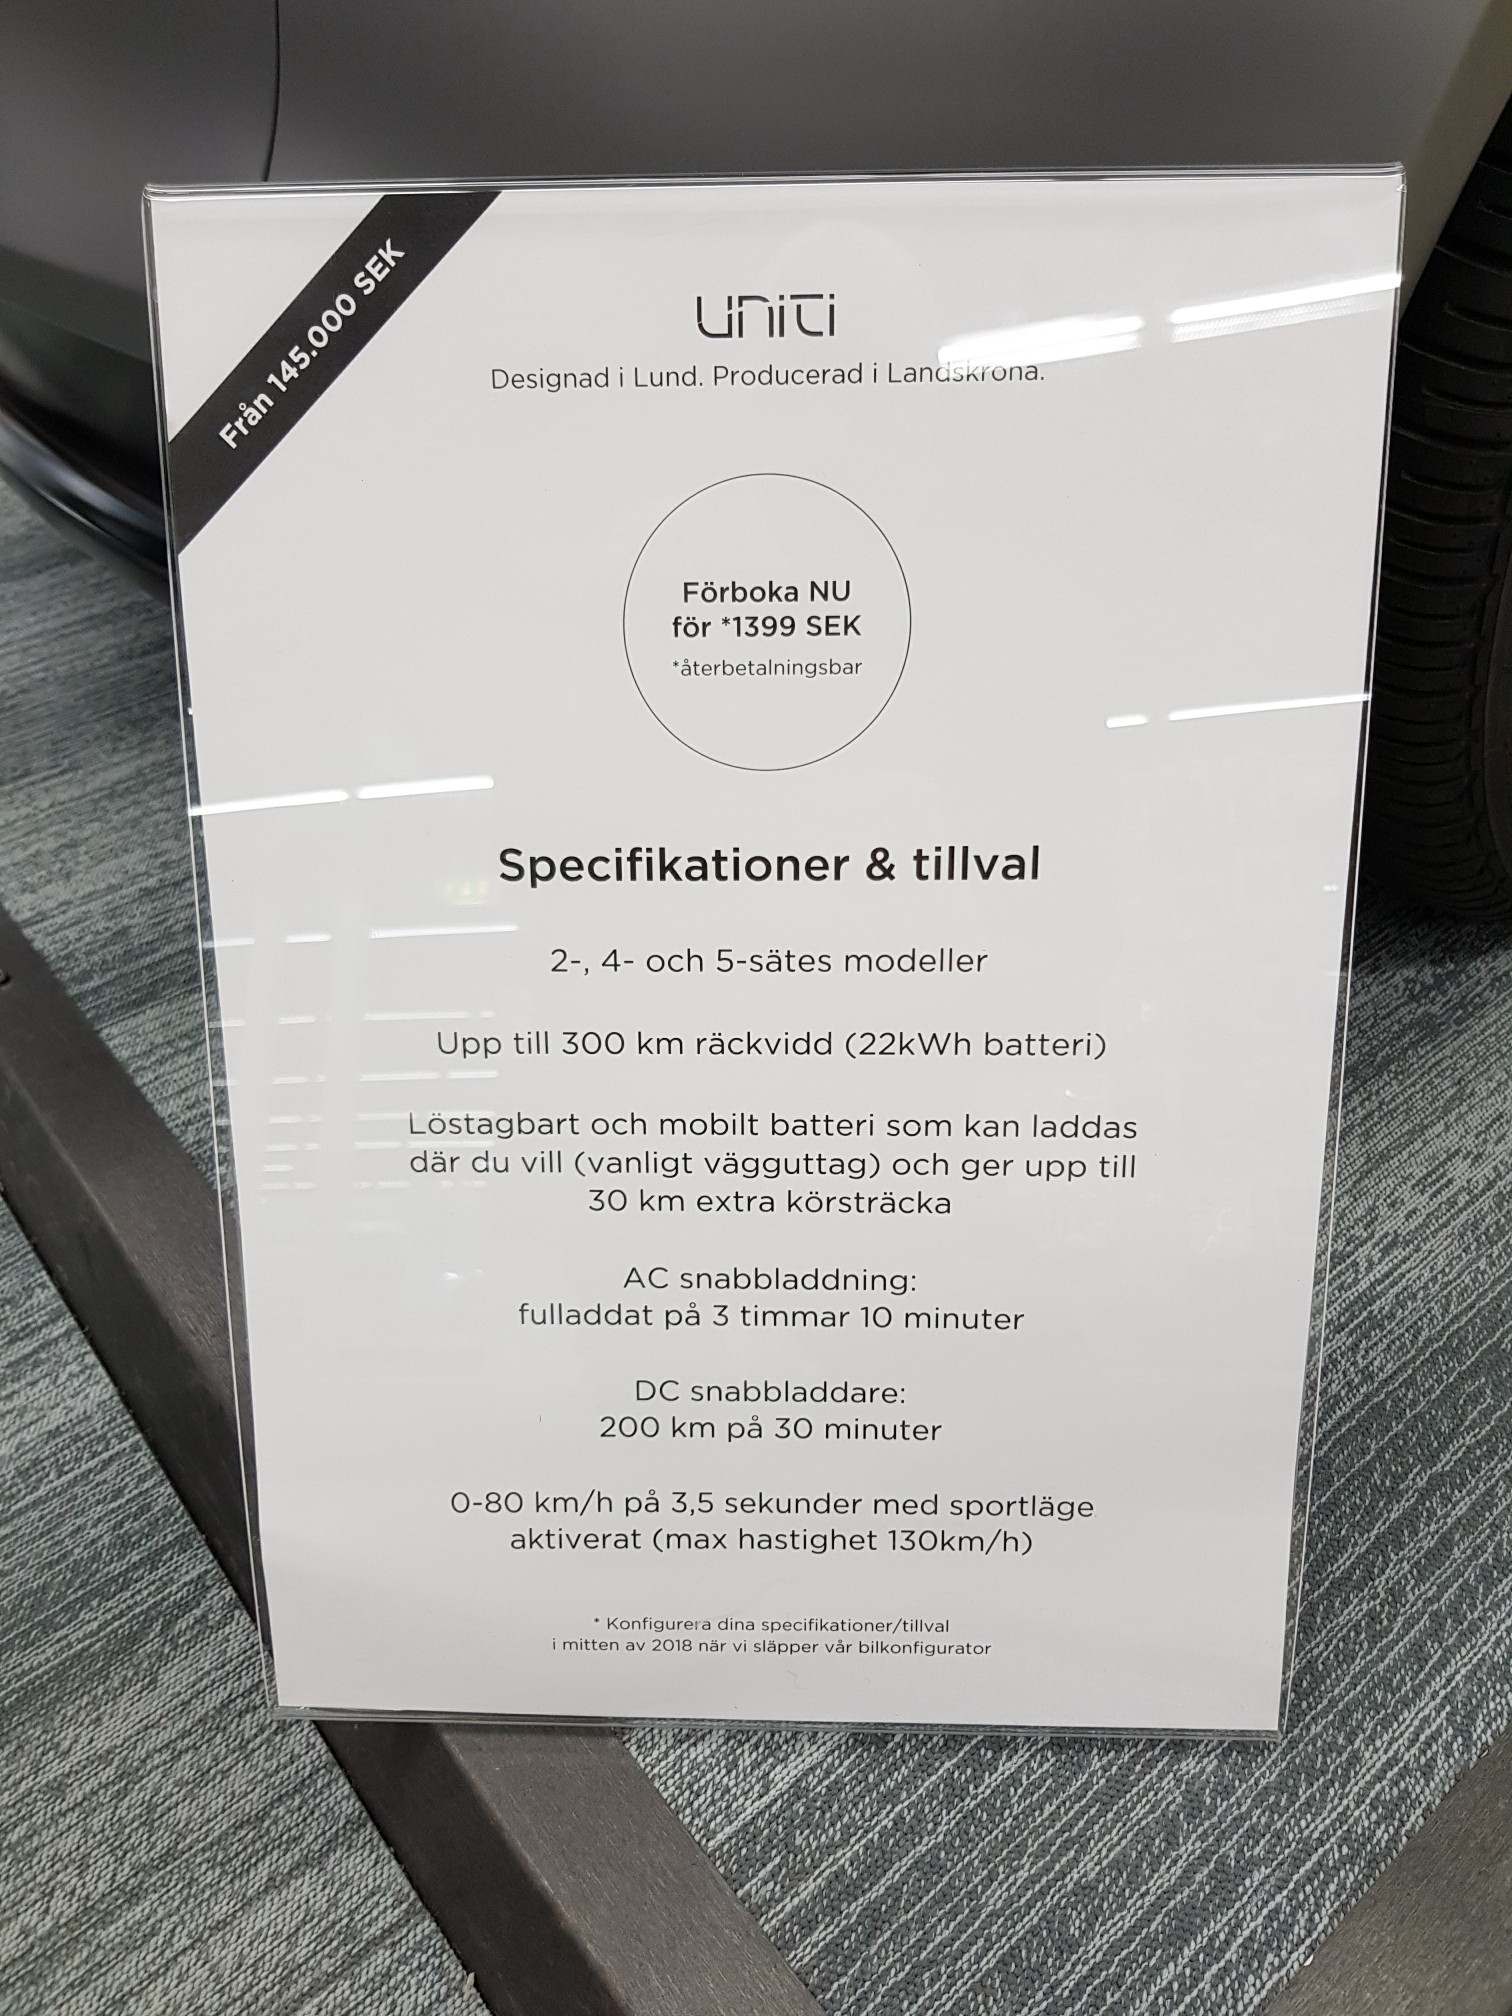 Från 145.000 SEK
uniti
Designad i Lund. Producerad i Landskrona.
Förboka NU
för *1399 SEK
*återbetalningsbar
Specifikationer & tillval
2-, 4- och 5-sätes modeller
Upp till 300 km räckvidd (22kWh batteri)
Löstagbart och mobilt batteri som kan laddas
där du vill (vanligt vägguttag) och ger upp till
30 km extra körsträcka
AC snabbladdning:
fulladdat på 3 timmar 10 minuter
DC snabbladdare:
200 km på 30 minuter
0-80 km/h på 3,5 sekunder med sportläge
aktiverat (max hastighet 130km/h)
* Konfigurera dina specifikationer/tillval
i mitten av 2018 när vi släpper vår bilkonfigurator